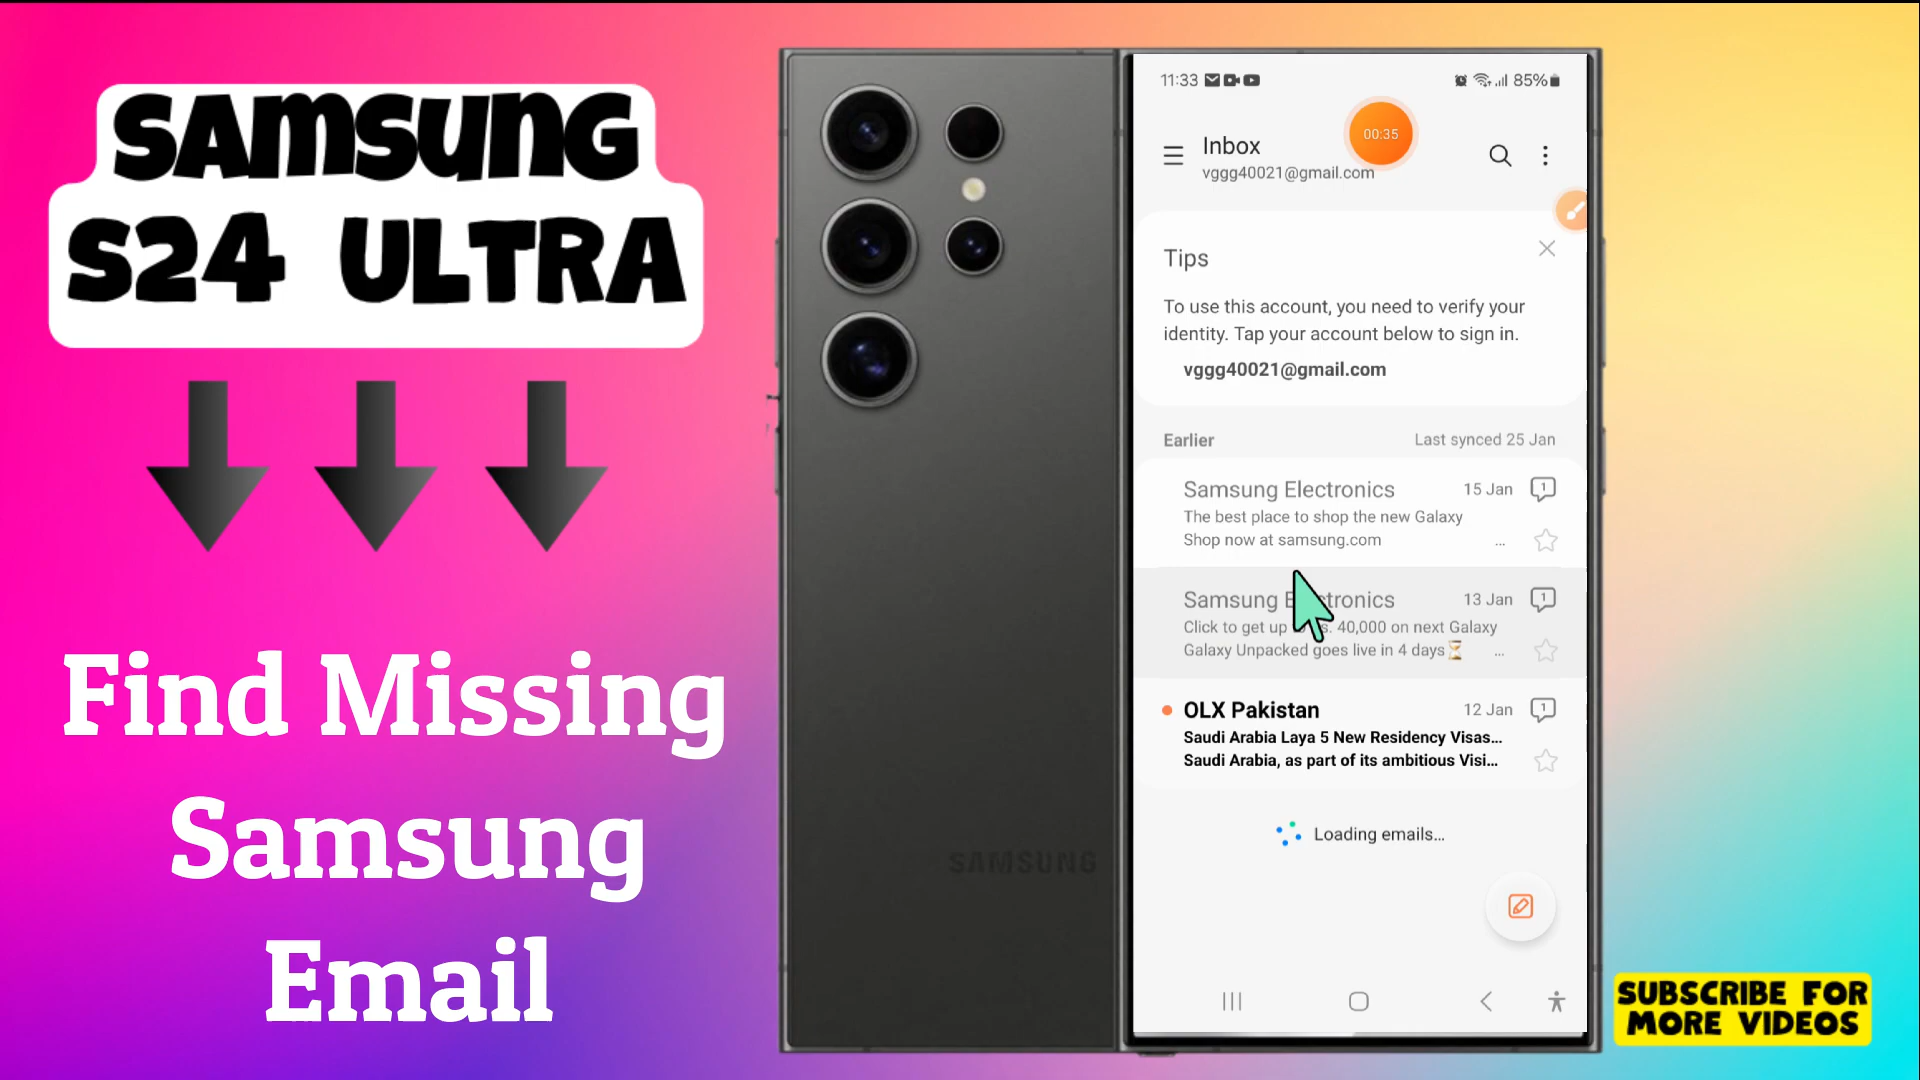 SAMSUNG
S24 ULTRA
Find Missing
Samsung
Email
SAMSUNG
11:33
85%
00:35
Inbox
vggg40021@gmail.com
Tips
To use this account, you need to verify your
identity. Tap your account below to sign in.
vggg40021@gmail.com
Earlier
Last synced 25 Jan
Samsung Electronics
15 Jan
1
The best place to shop the new Galaxy
Shop now at samsung.com
...
Samsung
13 Jan
1
Click to get up 40,000 on next Galaxy
Galaxy Unpacked goes live in 4 days⏳
...
OLX Pakistan
12 Jan
1
Saudi Arabia Laya 5 New Residency Visas...
Saudi Arabia, as part of its ambitious Visi...
Loading emails...
SUBSCRIBE FOR
MORE VIDEOS